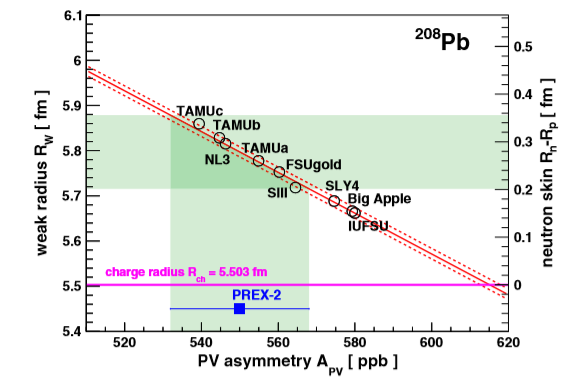 6.1
6
5.9
5.8
5.7
5.6
5.5
5.4
weak radius R_W [ fm ]
²⁰⁸Pb
TAMUc
TAMUb
NL3
TAMUa
FSUgold
SIII
SLY4
Big Apple
IUFSU
charge radius R_ch = 5.503 fm
PREX-2
0.5
0.4
0.3
0.2
0.1
0
neutron skin R_n-R_p [ fm ]
520 540 560 580 600 620
PV asymmetry A_PV [ ppb ]